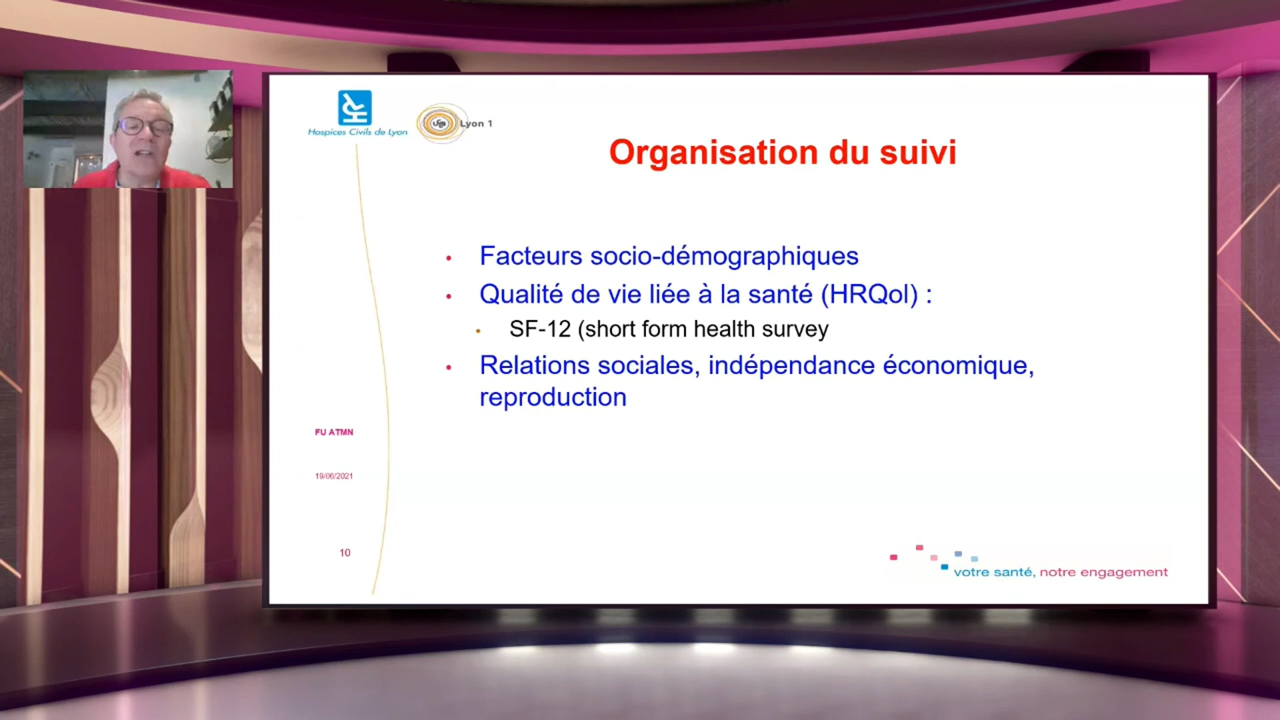 Hospices Civils de Lyon
Lyon 1
Organisation du suivi
• Facteurs socio-démographiques
• Qualité de vie liée à la santé (HRQol) :
• SF-12 (short form health survey
• Relations sociales, indépendance économique,
reproduction
FU ATMN
19/06/2021
10
votre santé, notre engagement